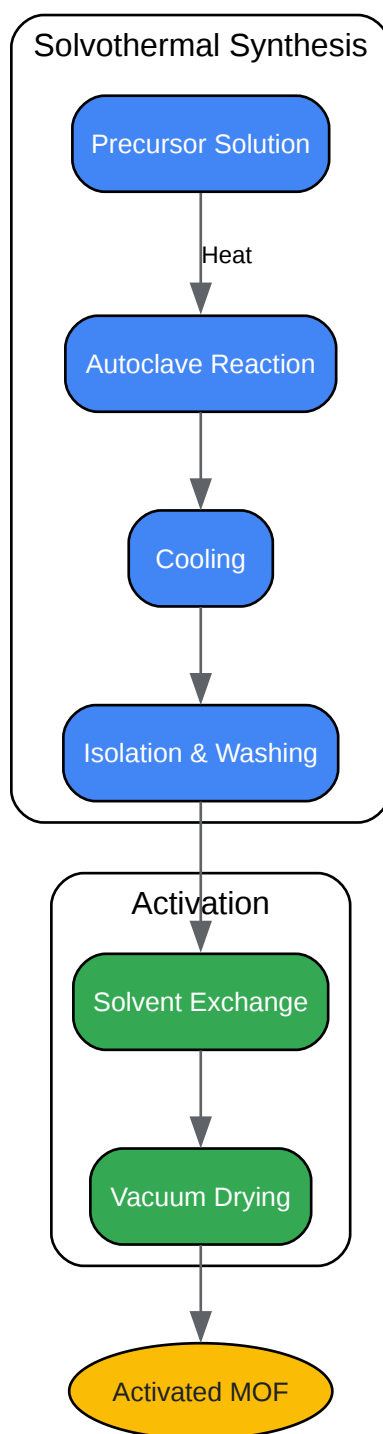 Solvothermal Synthesis
Precursor Solution
Heat
Autoclave Reaction
Cooling
Isolation & Washing
Activation
Solvent Exchange
Vacuum Drying
Activated MOF